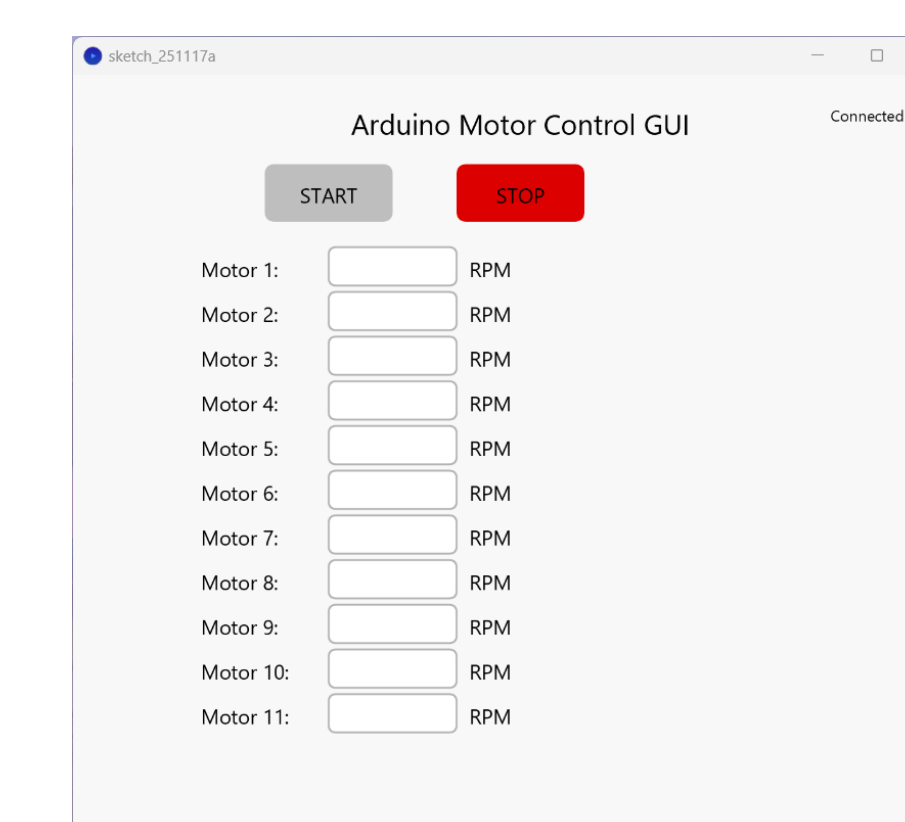 sketch_251117a
Arduino Motor Control GUI
Connected
START STOP
Motor 1: RPM
Motor 2: RPM
Motor 3: RPM
Motor 4: RPM
Motor 5: RPM
Motor 6: RPM
Motor 7: RPM
Motor 8: RPM
Motor 9: RPM
Motor 10: RPM
Motor 11: RPM